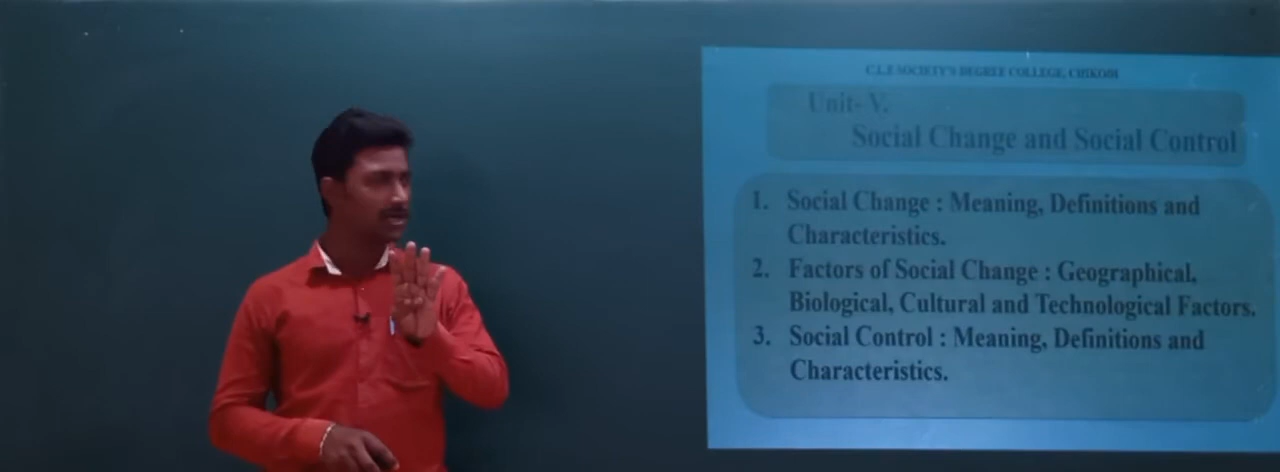 C.L.E SOCIETY'S DEGREE COLLEGE, CHIKODI
Unit- V.
Social Change and Social Control
1. Social Change : Meaning, Definitions and
Characteristics.
2. Factors of Social Change : Geographical,
Biological, Cultural and Technological Factors.
3. Social Control : Meaning, Definitions and
Characteristics.